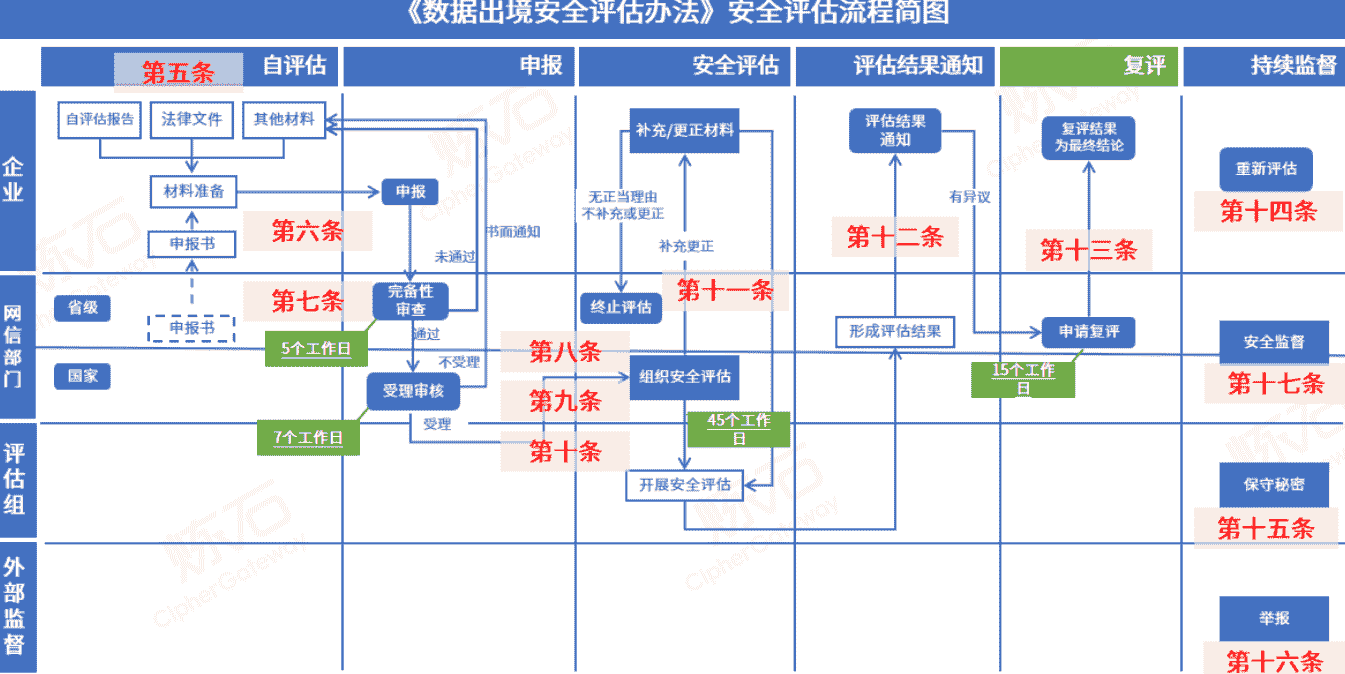 《数据出境安全评估办法》安全评估流程简图
第五条
自评估
申报
安全评估
评估结果通知
复评
持续监督
企业
自评估报告
法律文件
其他材料
材料准备
申报书
第六条
申报
书面通知
未通过
补充/更正材料
无正当理由
不补充或更正
补充更正
评估结果
通知
有异议
第十二条
复评结果
为最终结论
第十三条
重新评估
第十四条
网信部门
省级
国家
申报书
第七条
完备性
审查
5个工作日
通过
不受理
受理审核
第八条
第九条
终止评估
第十一条
组织安全评估
形成评估结果
申请复评
15个工作
日
安全监督
第十七条
评估组
7个工作日
受理
第十条
45个工作
日
开展安全评估
保守秘密
第十五条
外部监督
举报
第十六条
炼石
CipherGateway
炼石
CipherGateway
炼石
CipherGateway